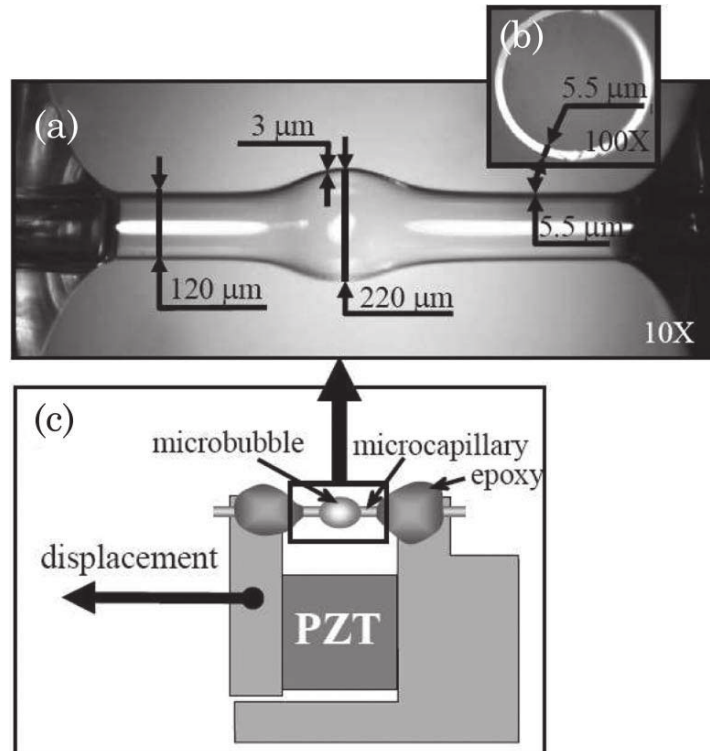 (b)
5.5 μm
100X
(a)
3 μm
5.5 μm
120 μm
220 μm
10X
(c)
microbubble
microcapillary
epoxy
displacement
PZT